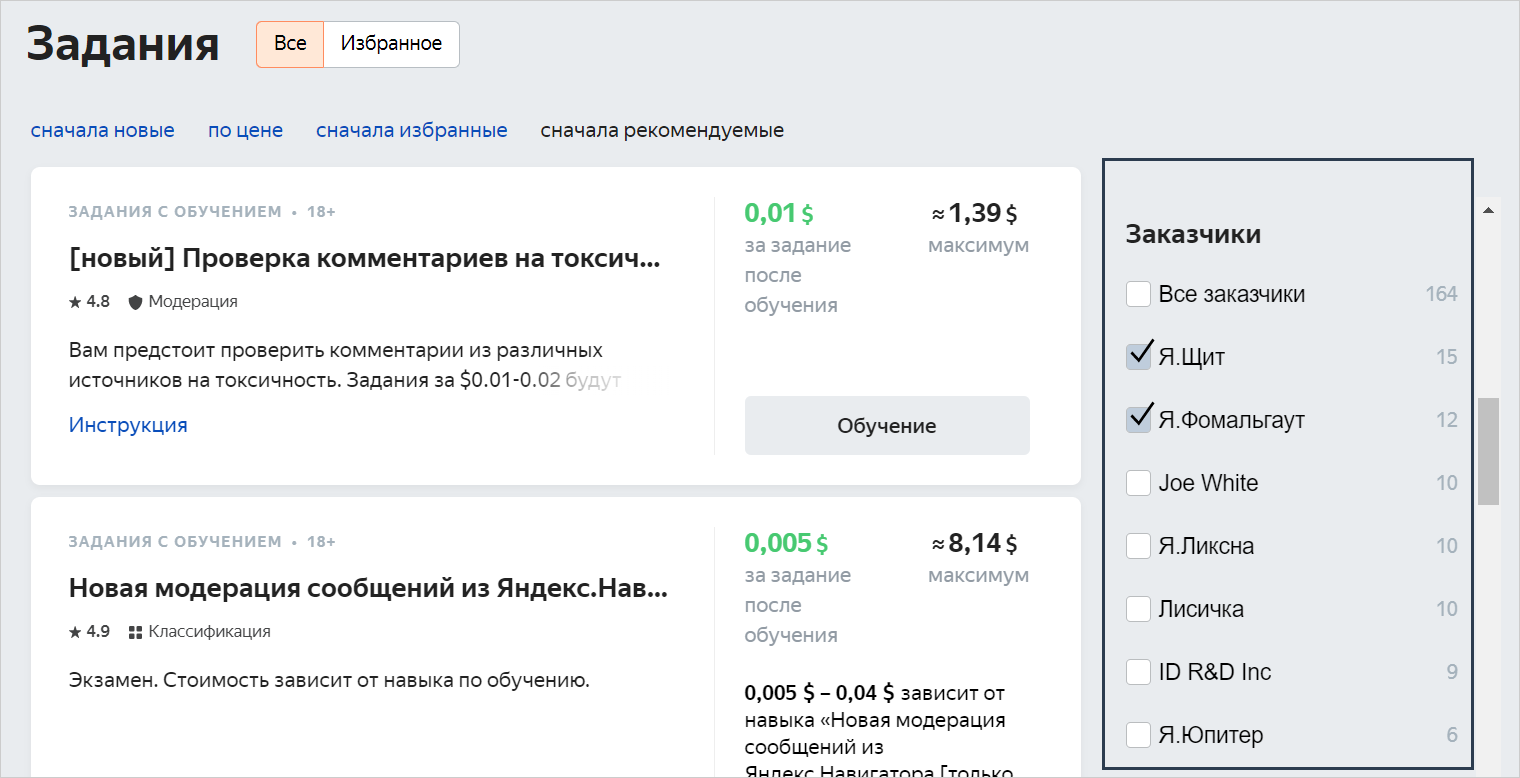 Задания
Все
Избранное
сначала новые
по цене
сначала избранные
сначала рекомендуемые
ЗАДАНИЯ С ОБУЧЕНИЕМ • 18+
[новый] Проверка комментариев на токсич...
4.8 Модерация
Вам предстоит проверить комментарии из различных
источников на токсичность. Задания за $0.01-0.02 будут
Инструкция
0,01 $
за задание
после
обучения
≈ 1,39 $
максимум
Обучение
ЗАДАНИЯ С ОБУЧЕНИЕМ • 18+
Новая модерация сообщений из Яндекс.Нав...
4.9 Классификация
Экзамен. Стоимость зависит от навыка по обучению.
0,005 $
за задание
после
обучения
≈ 8,14 $
максимум
0,005 $ – 0,04 $ зависит от
навыка «Новая модерация
сообщений из
Яндекс.Навигатора [только
Заказчики
Все заказчики 164
Я.Щит 15
Я.Фомальгаут 12
Joe White 10
Я.Ликсна 10
Лисичка 10
ID R&D Inc 9
Я.Юпитер 6